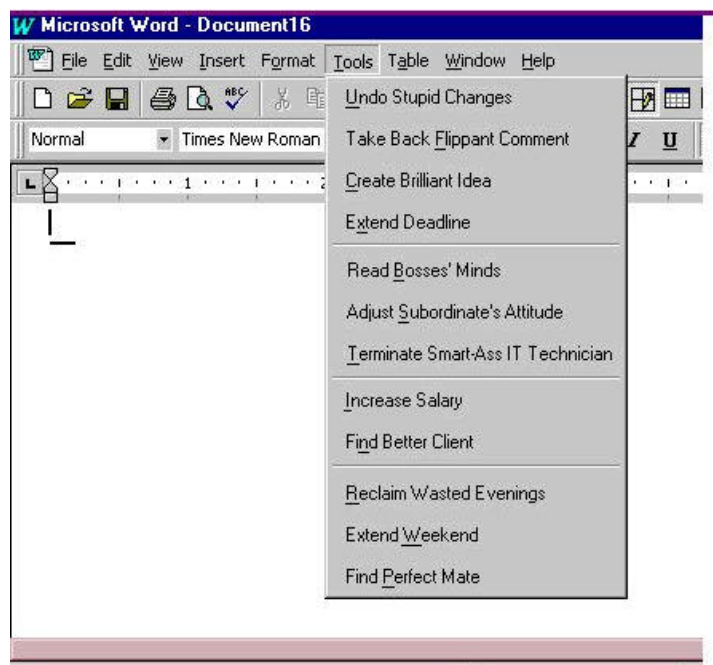 Microsoft Word - Document16
File Edit View Insert Format Tools Table Window Help
Normal Times New Roman I U
1 2
Undo Stupid Changes
Take Back Flippant Comment
Create Brilliant Idea
Extend Deadline
Read Bosses' Minds
Adjust Subordinate's Attitude
Terminate Smart-Ass IT Technician
Increase Salary
Find Better Client
Reclaim Wasted Evenings
Extend Weekend
Find Perfect Mate